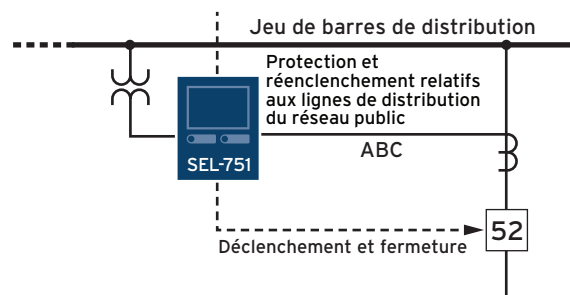 Jeu de barres de distribution
Protection et
réenclenchement relatifs
aux lignes de distribution
du réseau public
SEL-751
ABC
52
Déclenchement et fermeture